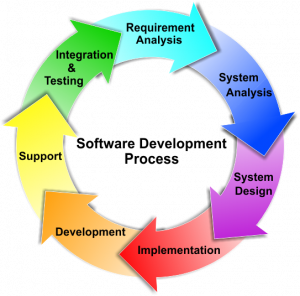 Requirement
Analysis
System
Analysis
System
Design
Implementation
Development
Support
Integration
&
Testing
Software Development
Process